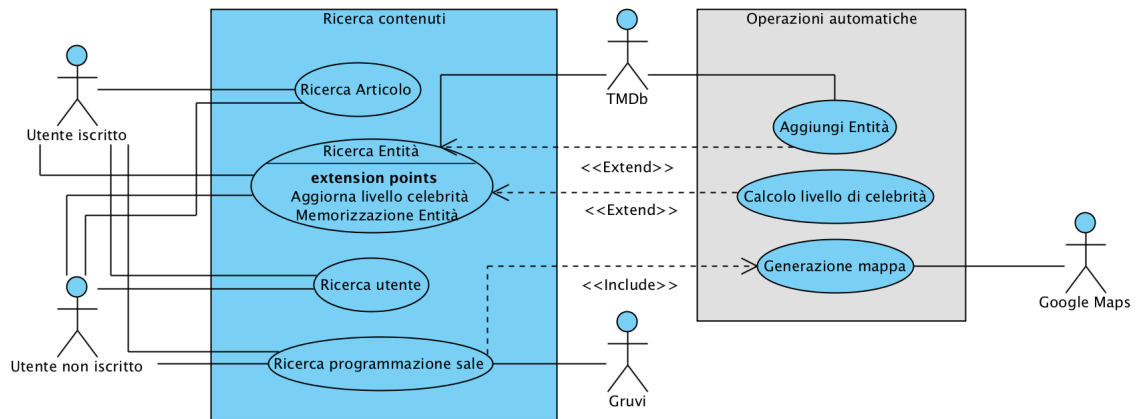 Ricerca contenuti
Operazioni automatiche
Utente iscritto
Ricerca Articolo
TMDb
Aggiungi Entità
Ricerca Entità
extension points
Aggiorna livello celebrità
Memorizzazione Entità
<<Extend>>
Calcolo livello di celebrità
<<Extend>>
Generazione mappa
Google Maps
Ricerca utente
<<Include>>
Utente non iscritto
Ricerca programmazione sale
Gruvi